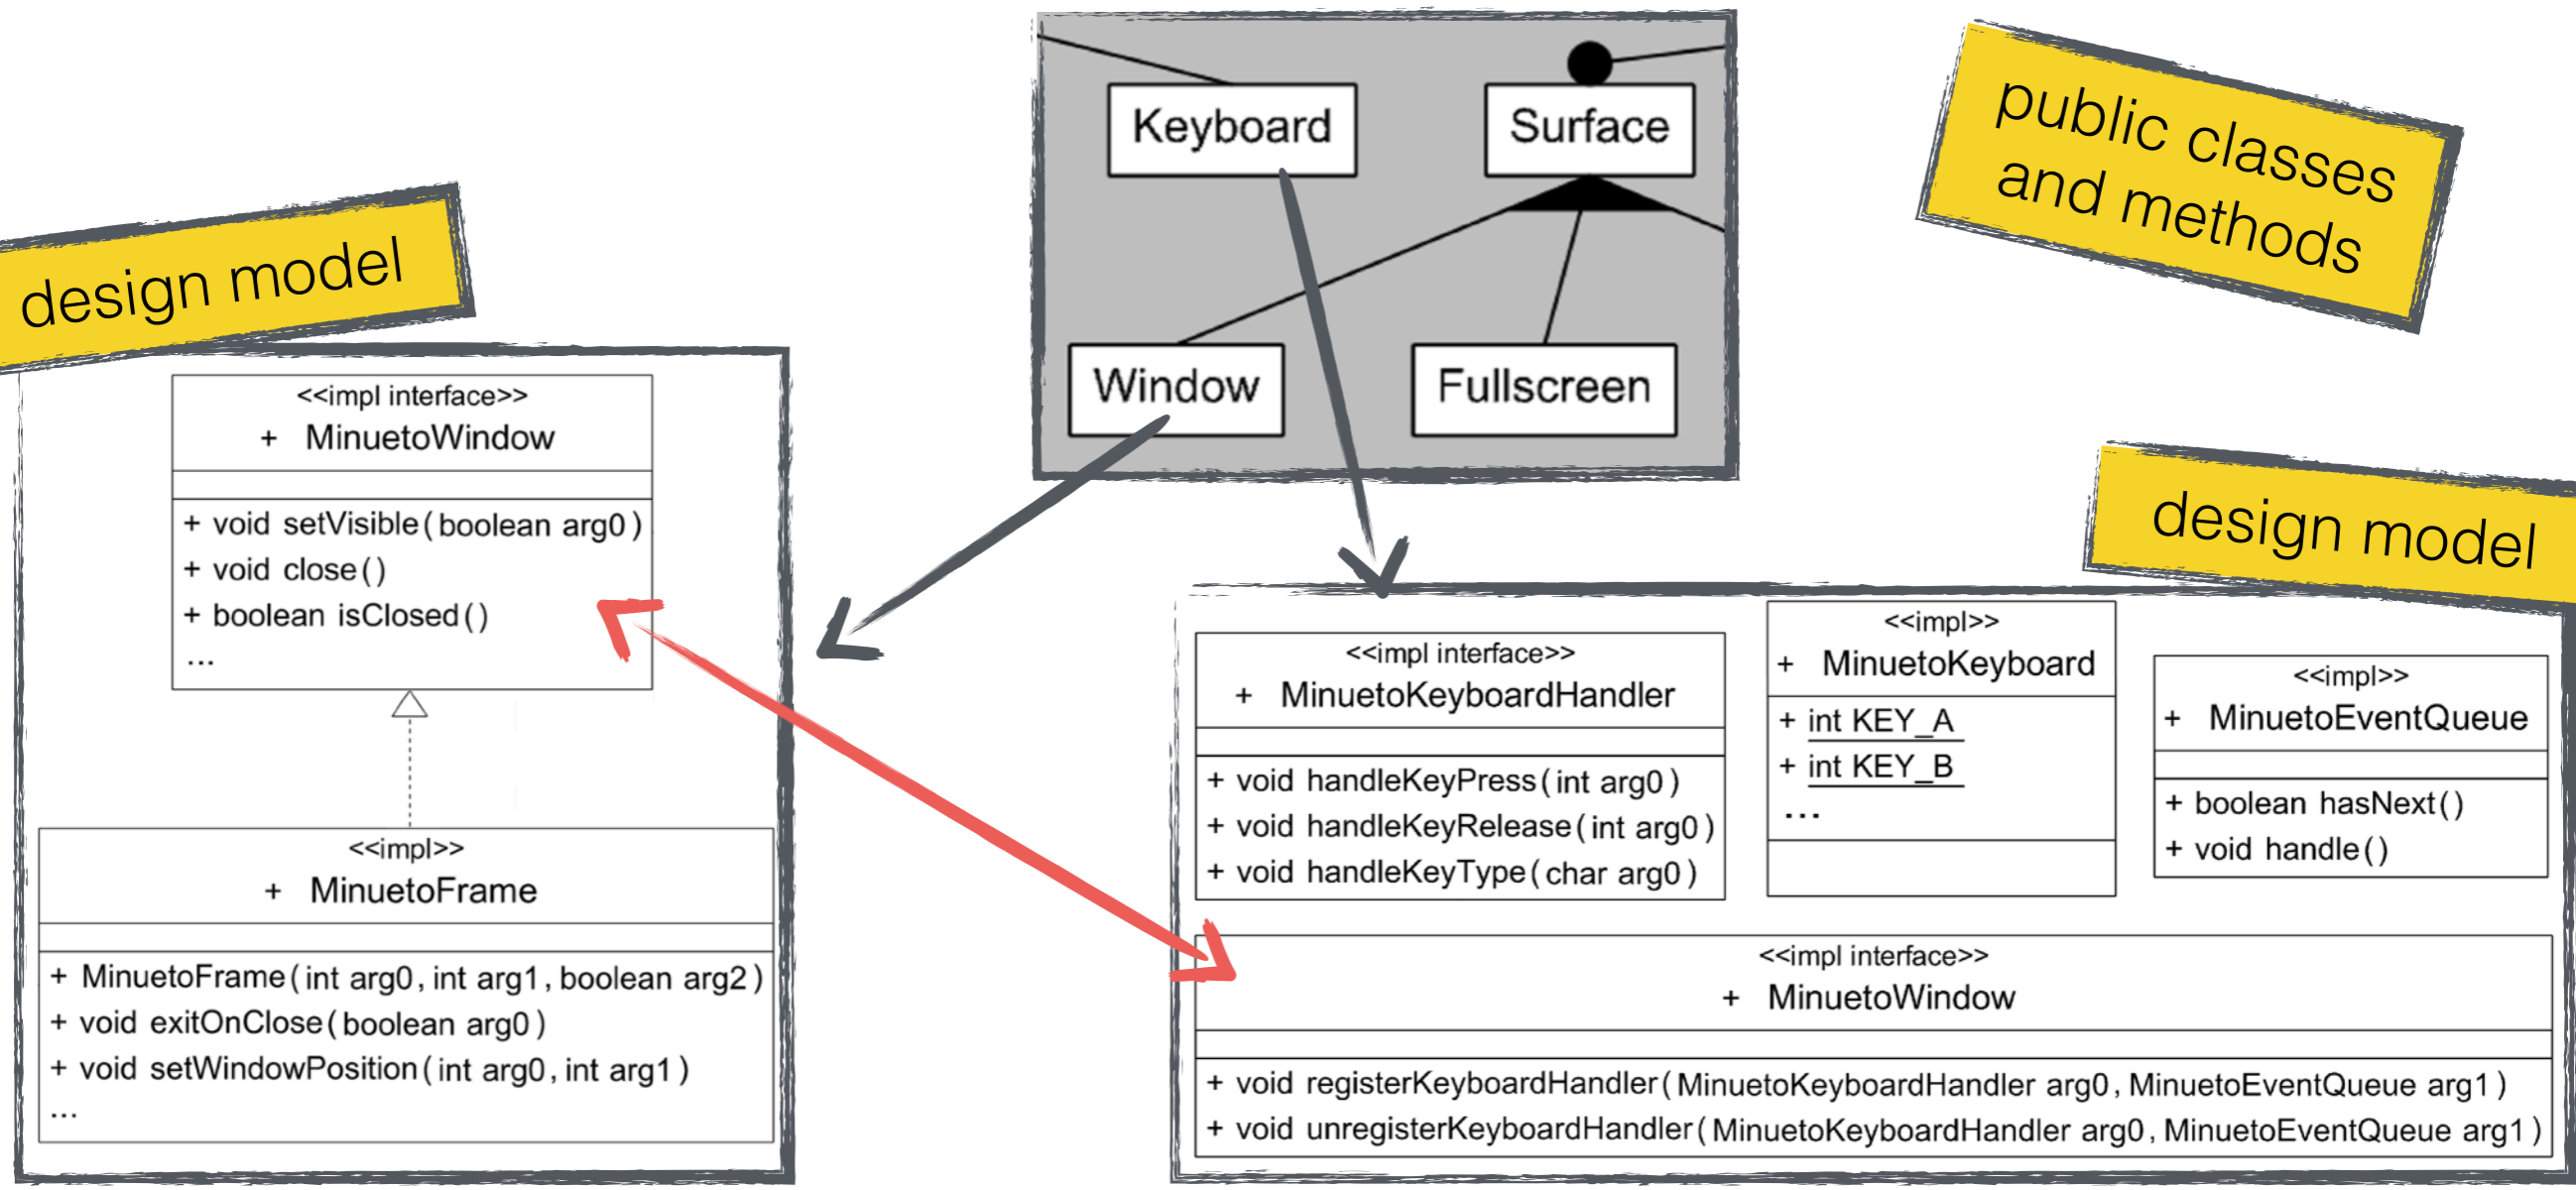 Keyboard
Surface
Window
Fullscreen
public classes
and methods
design model
<<impl interface>>
+ MinuetoWindow
+ void setVisible(boolean arg0)
+ void close()
+ boolean isClosed()
...
<<impl>>
+ MinuetoFrame
+ MinuetoFrame(int arg0, int arg1, boolean arg2)
+ void exitOnClose(boolean arg0)
+ void setWindowPosition(int arg0, int arg1)
...
design model
<<impl interface>>
+ MinuetoKeyboardHandler
+ void handleKeyPress(int arg0)
+ void handleKeyRelease(int arg0)
+ void handleKeyType(char arg0)
<<impl>>
+ MinuetoKeyboard
+ int KEY_A
+ int KEY_B
...
<<impl>>
+ MinuetoEventQueue
+ boolean hasNext()
+ void handle()
<<impl interface>>
+ MinuetoWindow
+ void registerKeyboardHandler(MinuetoKeyboardHandler arg0, MinuetoEventQueue arg1)
+ void unregisterKeyboardHandler(MinuetoKeyboardHandler arg0, MinuetoEventQueue arg1)